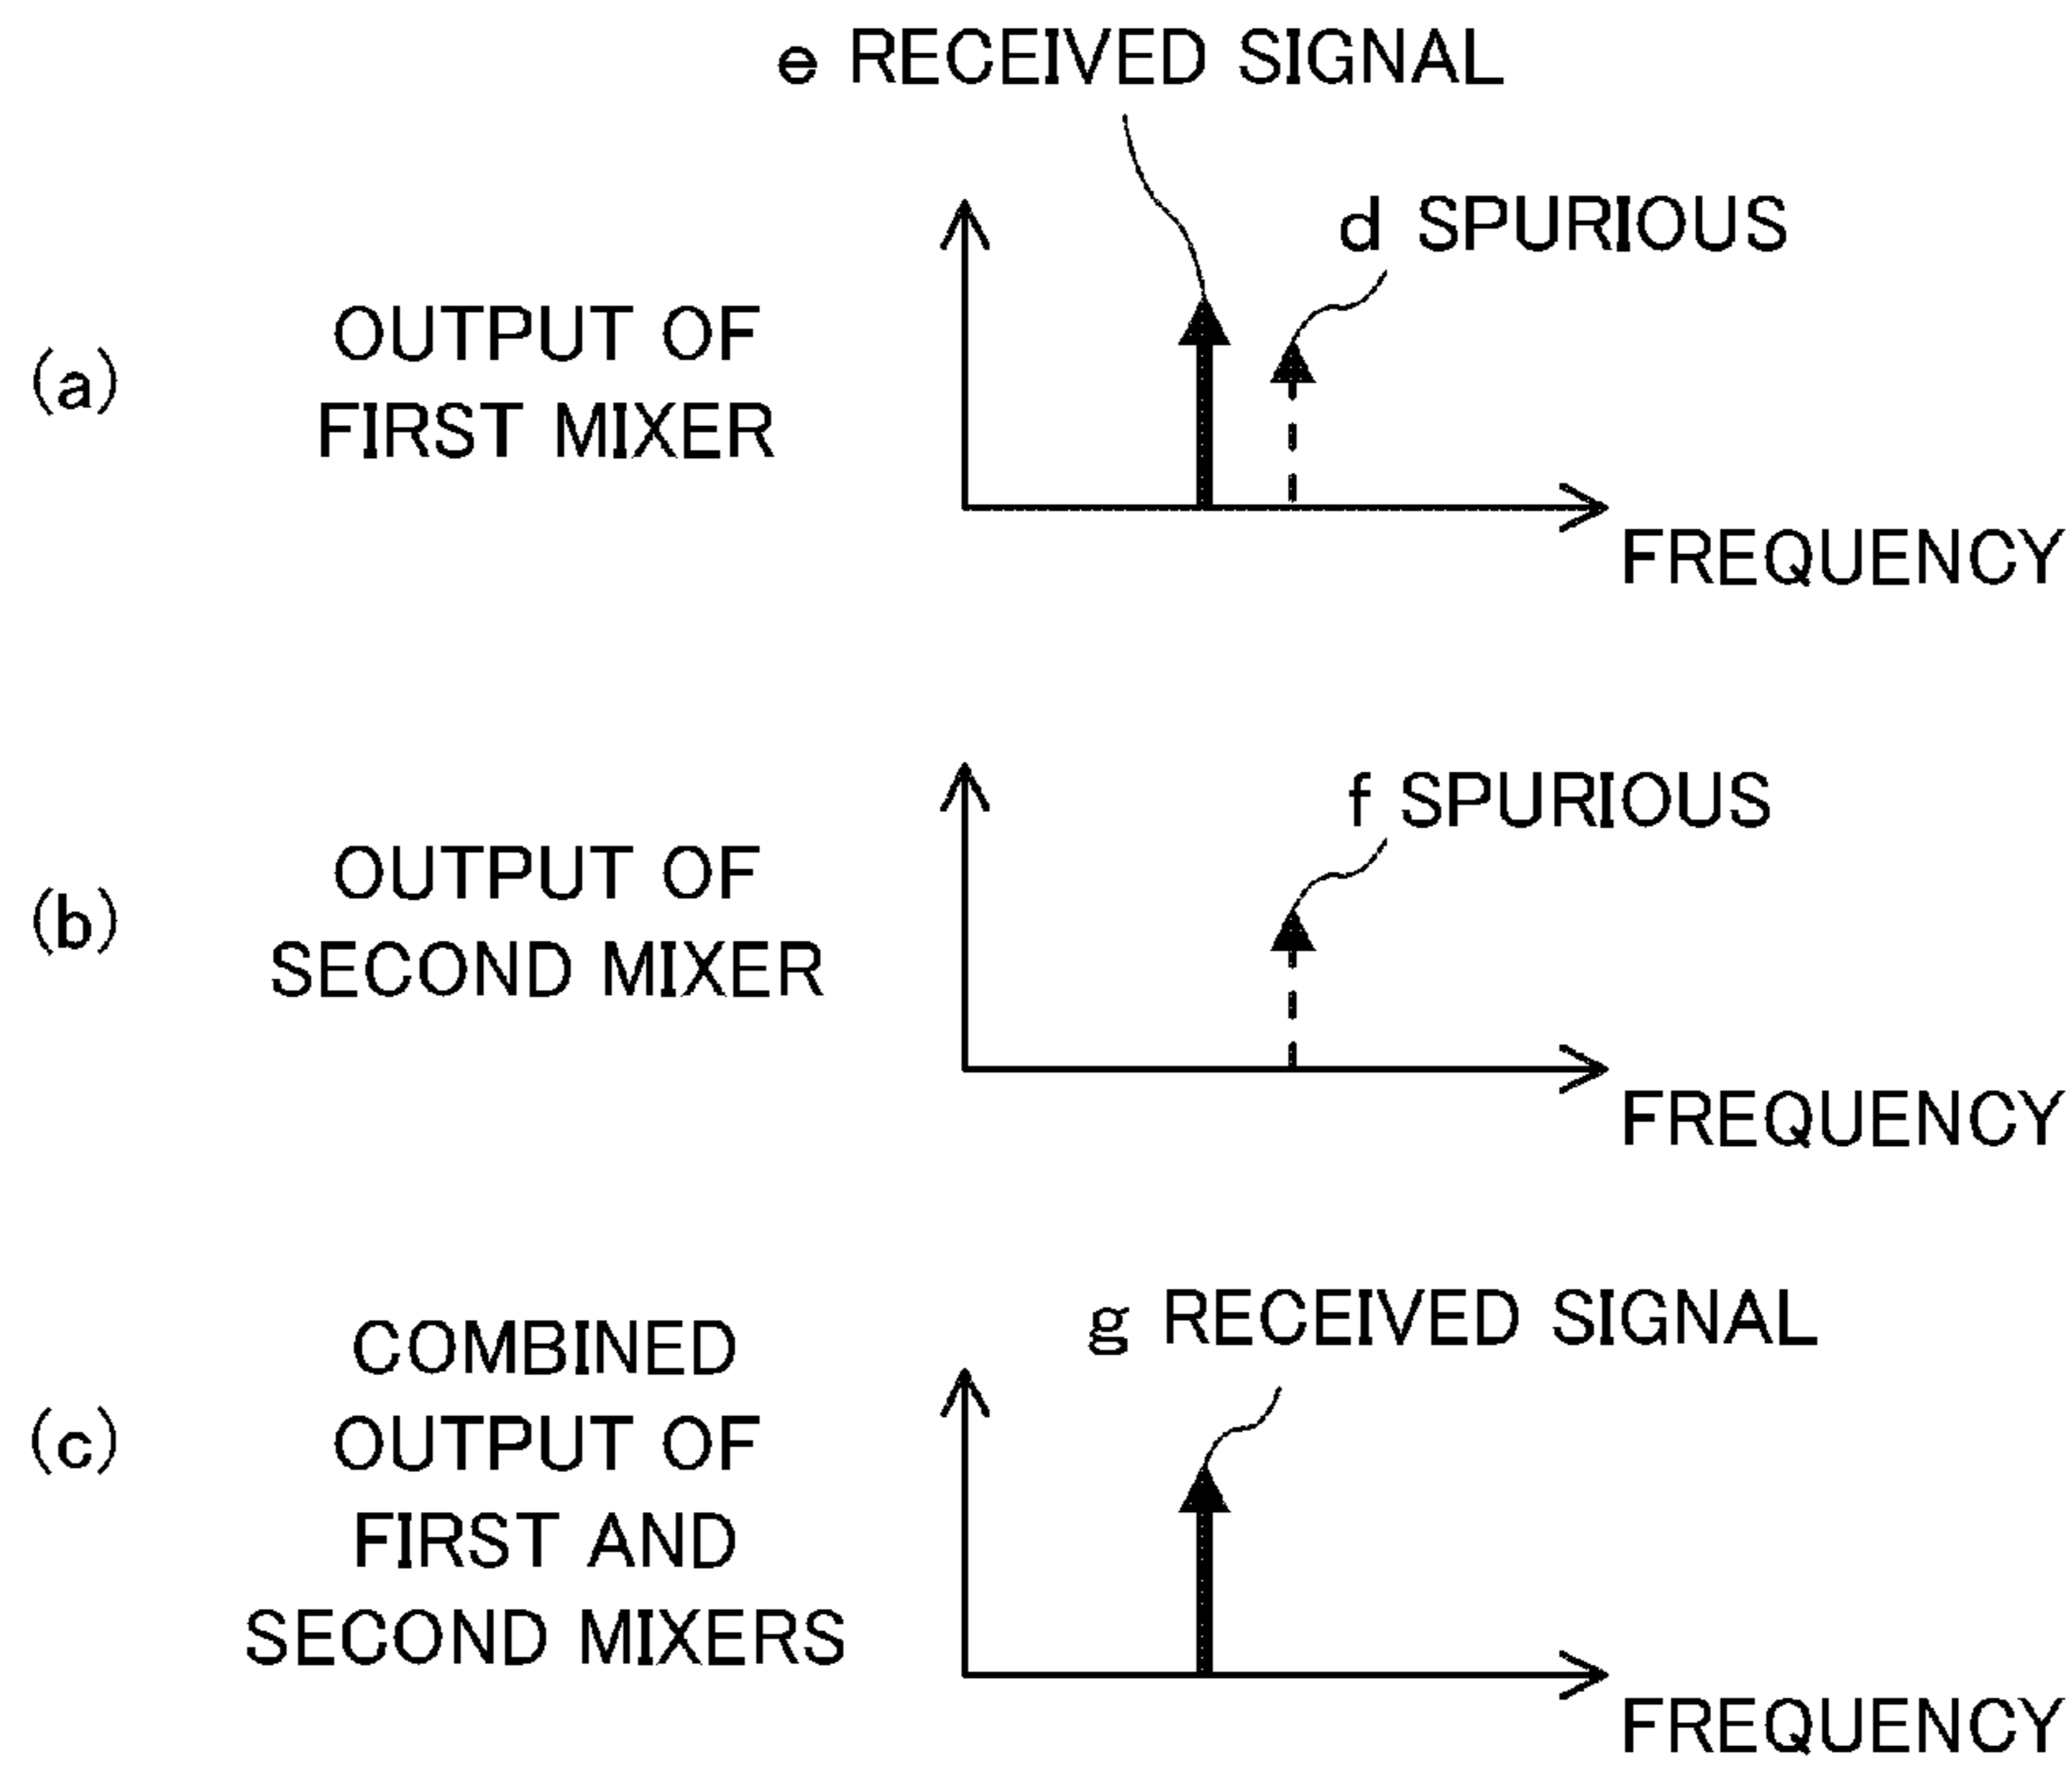 e RECEIVED SIGNAL
d SPURIOUS
(a)
OUTPUT OF
FIRST MIXER
FREQUENCY
f SPURIOUS
(b)
OUTPUT OF
SECOND MIXER
FREQUENCY
g RECEIVED SIGNAL
(c)
COMBINED
OUTPUT OF
FIRST AND
SECOND MIXERS
FREQUENCY